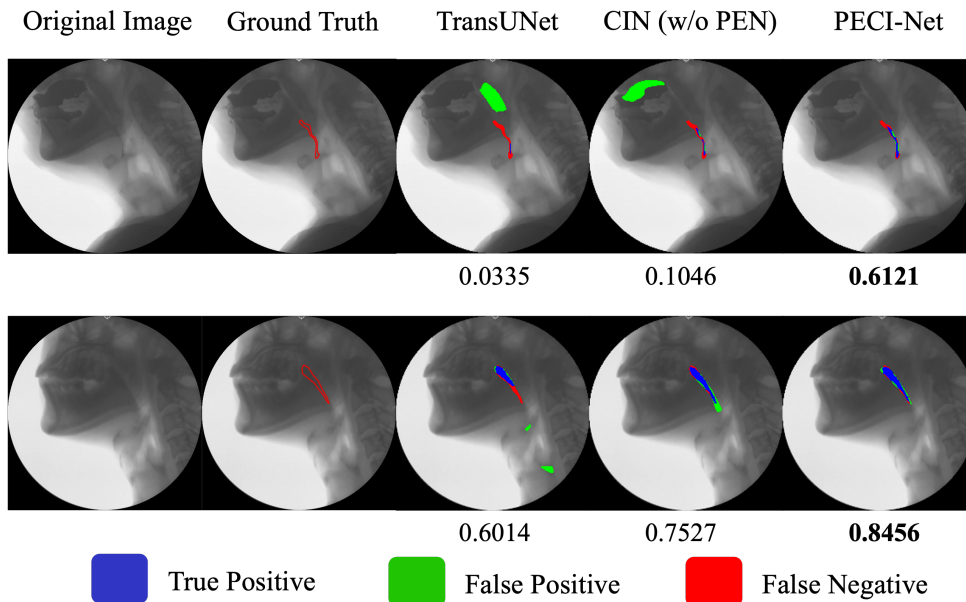 Original Image Ground Truth TransUNet CIN (w/o PEN) PECI-Net
0.0335 0.1046 0.6121
0.6014 0.7527 0.8456
True Positive False Positive False Negative